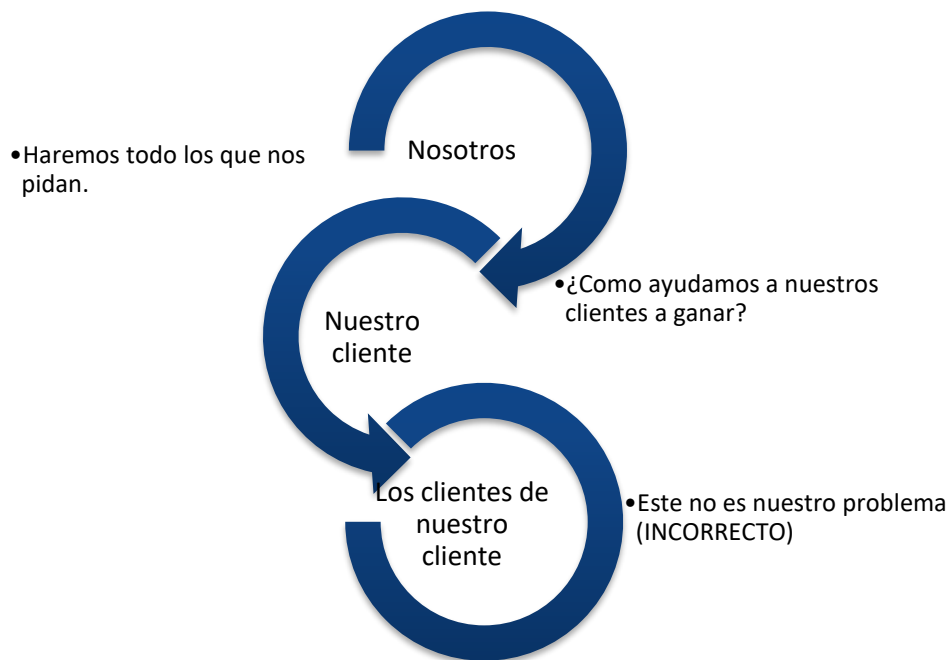 Nosotros
•Haremos todo los que nos
pidan.
•¿Como ayudamos a nuestros
clientes a ganar?
Nuestro
cliente
Los clientes de
nuestro
cliente
•Este no es nuestro problema
(INCORRECTO)